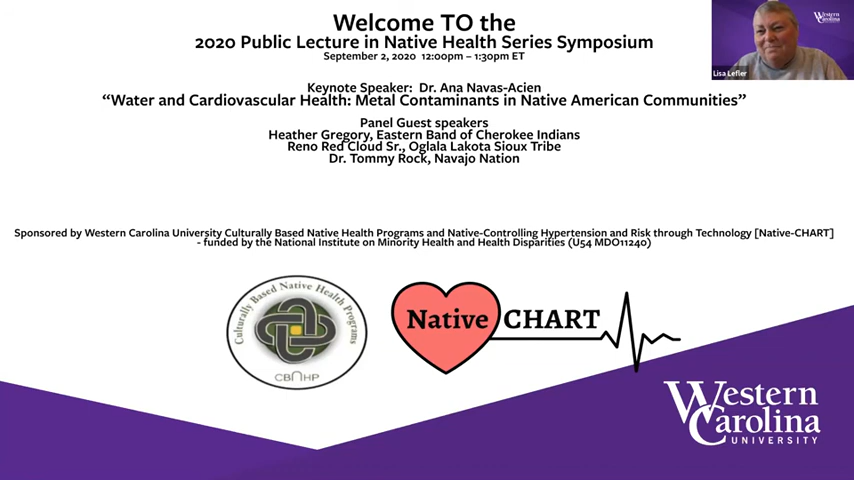 Welcome TO the
2020 Public Lecture in Native Health Series Symposium
September 2, 2020 12:00pm – 1:30pm ET
Keynote Speaker: Dr. Ana Navas-Acien
“Water and Cardiovascular Health: Metal Contaminants in Native American Communities”
Panel Guest speakers
Heather Gregory, Eastern Band of Cherokee Indians
Reno Red Cloud Sr., Oglala Lakota Sioux Tribe
Dr. Tommy Rock, Navajo Nation
Western
Carolina
Lisa Lefler
Sponsored by Western Carolina University Culturally Based Native Health Programs and Native-Controlling Hypertension and Risk through Technology [Native-CHART]
- funded by the National Institute on Minority Health and Health Disparities (U54 MDO11240)
Culturally Based Native Health Programs
CBNHP
Native CHART
Western
Carolina
UNIVERSITY